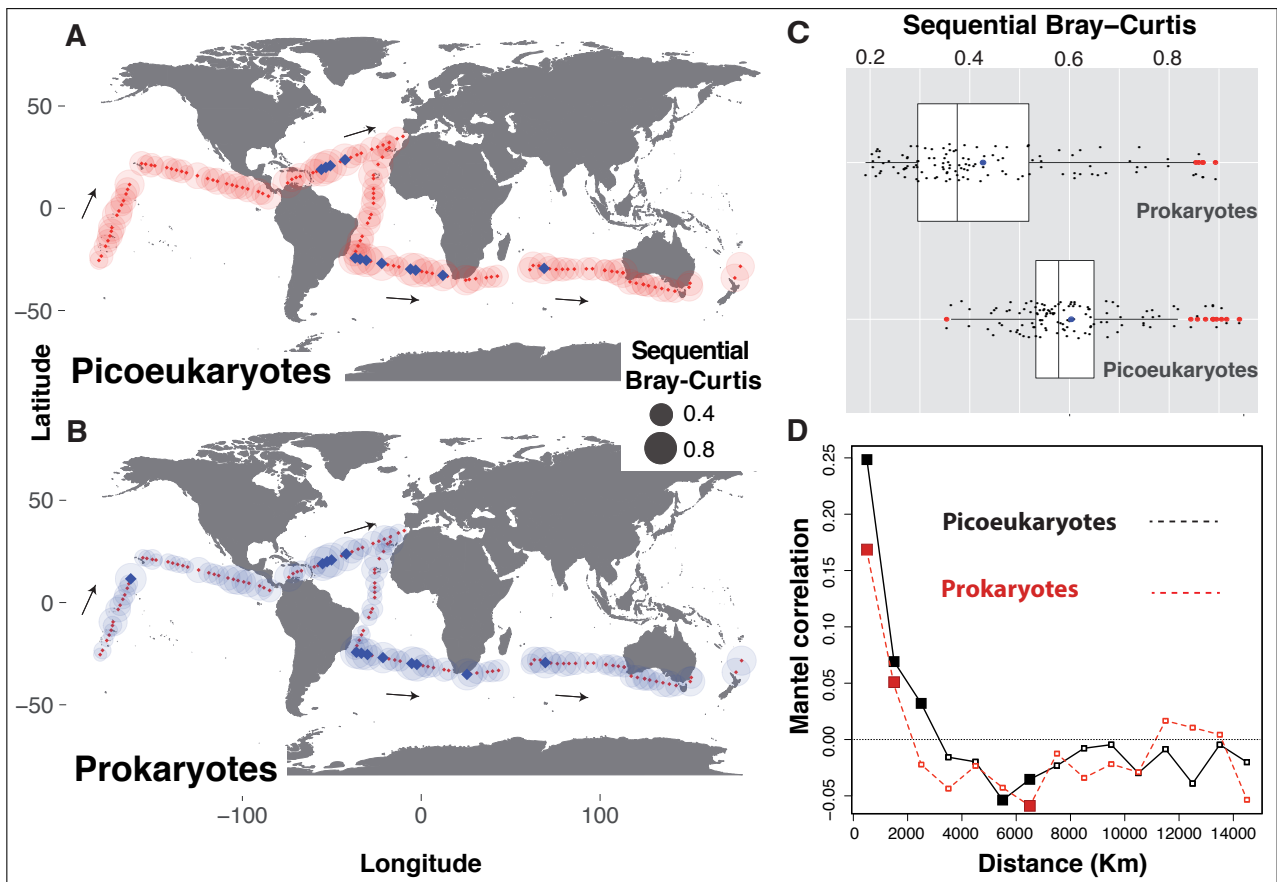 A
50
0
−50
Latitude
Picoeukaryotes
Sequential
Bray-Curtis
0.4
0.8
B
50
0
−50
Prokaryotes
−100
0
100
Longitude
C
Sequential Bray−Curtis
0.2
0.4
0.6
0.8
Prokaryotes
Picoeukaryotes
D
Mantel correlation
0.25
0.20
0.15
0.10
0.05
0.00
−0.05
Picoeukaryotes
Prokaryotes
0
2000
4000
6000
8000
10000
12000
14000
Distance (Km)